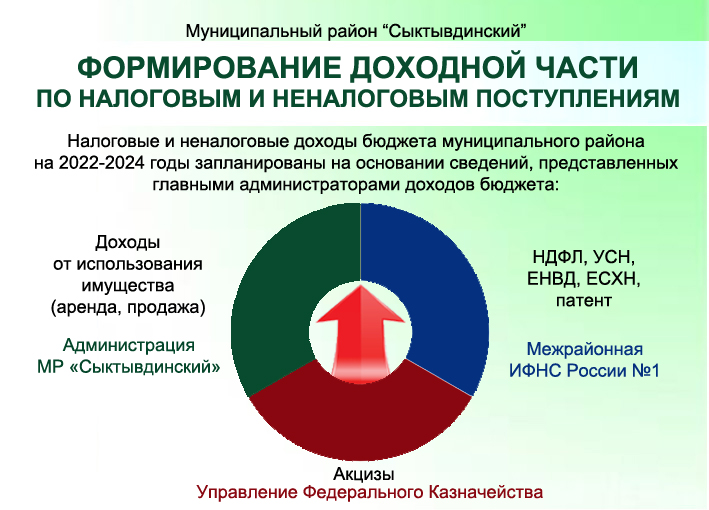 Муниципальный район “Сыктывдинский”
ФОРМИРОВАНИЕ ДОХОДНОЙ ЧАСТИ
ПО НАЛОГОВЫМ И НЕНАЛОГОВЫМ ПОСТУПЛЕНИЯМ
Налоговые и неналоговые доходы бюджета муниципального района
на 2022-2024 годы запланированы на основании сведений, представленных
главными администраторами доходов бюджета:
Доходы
от использования
имущества
(аренда, продажа)
Администрация
МР «Сыктывдинский»
НДФЛ, УСН,
ЕНВД, ЕСХН,
патент
Межрайонная
ИФНС России №1
Акцизы
Управление Федерального Казначейства